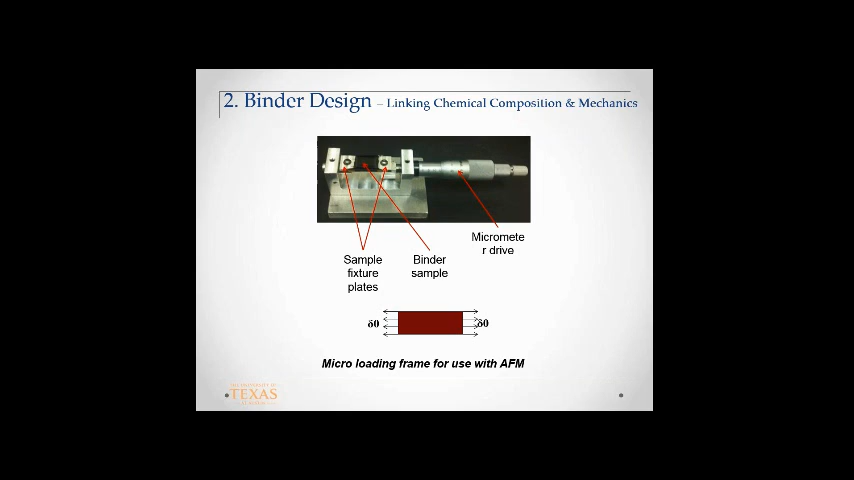 2. Binder Design – Linking Chemical Composition & Mechanics
Micromete
r drive
Sample
fixture
plates
Binder
sample
δ0
δ0
Micro loading frame for use with AFM
TEXAS